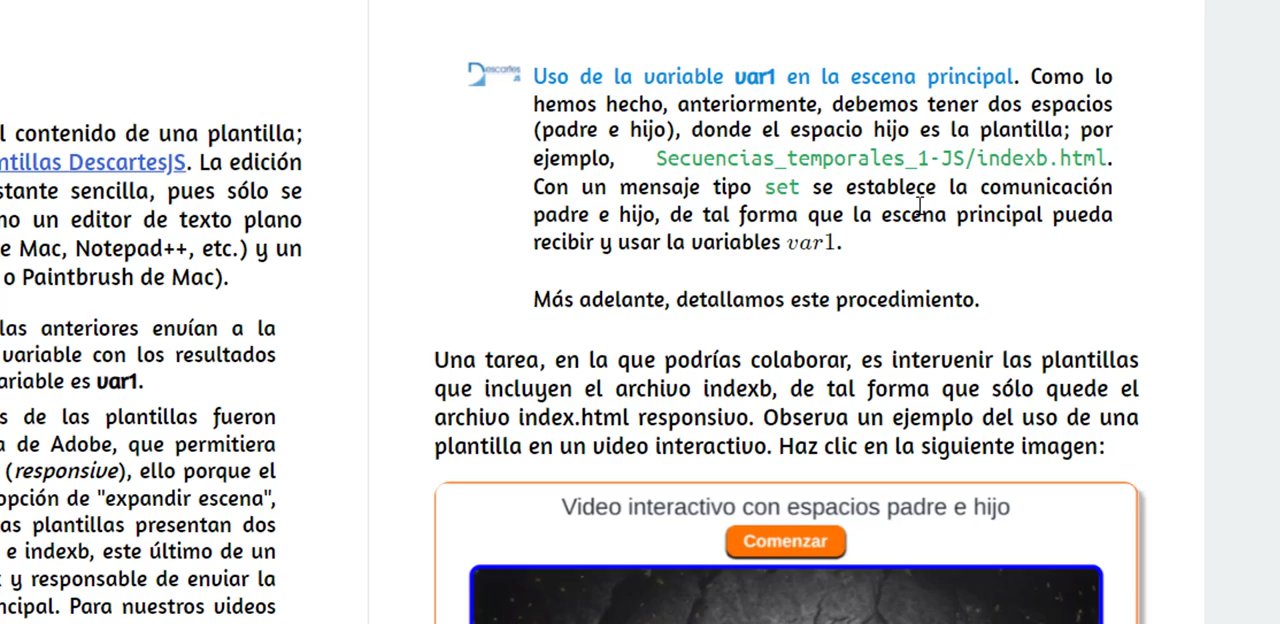 l contenido de una plantilla;
ntillas DescartesJS. La edición
stante sencilla, pues sólo se
mo un editor de texto plano
e Mac, Notepad++, etc.) y un
o Paintbrush de Mac).
las anteriores envían a la
variable con los resultados
ariable es var1.
s de las plantillas fueron
a de Adobe, que permitiera
(responsive), ello porque el
opción de "expandir escena",
as plantillas presentan dos
e indexb, este último de un
y responsable de enviar la
ncipal. Para nuestros videos
Descartes JS
Uso de la variable var1 en la escena principal. Como lo
hemos hecho, anteriormente, debemos tener dos espacios
(padre e hijo), donde el espacio hijo es la plantilla; por
ejemplo, Secuencias_temporales_1-JS/indexb.html.
Con un mensaje tipo set se establece la comunicación
padre e hijo, de tal forma que la escena principal pueda
recibir y usar la variables var1.
Más adelante, detallamos este procedimiento.
Una tarea, en la que podrías colaborar, es intervenir las plantillas
que incluyen el archivo indexb, de tal forma que sólo quede el
archivo index.html responsivo. Observa un ejemplo del uso de una
plantilla en un video interactivo. Haz clic en la siguiente imagen:
Video interactivo con espacios padre e hijo
Comenzar